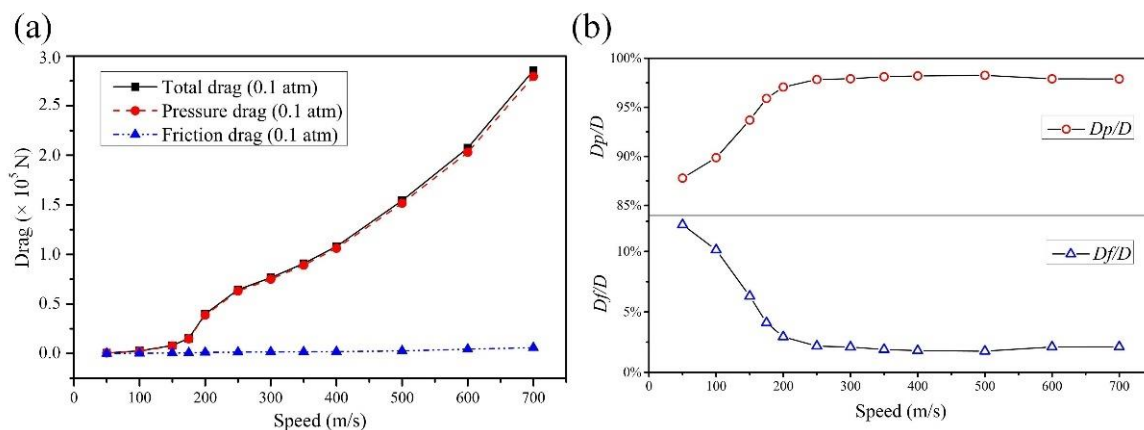 (a)
3.0
2.5
2.0
1.5
1.0
0.5
0.0
Drag (× 10⁵ N)
Total drag (0.1 atm)
Pressure drag (0.1 atm)
Friction drag (0.1 atm)
100 200 300 400 500 600 700
Speed (m/s)
(b)
100%
95%
90%
85%
Dp/D
Dp/D
10%
5%
0%
Df/D
Df/D
0 100 200 300 400 500 600 700
Speed (m/s)